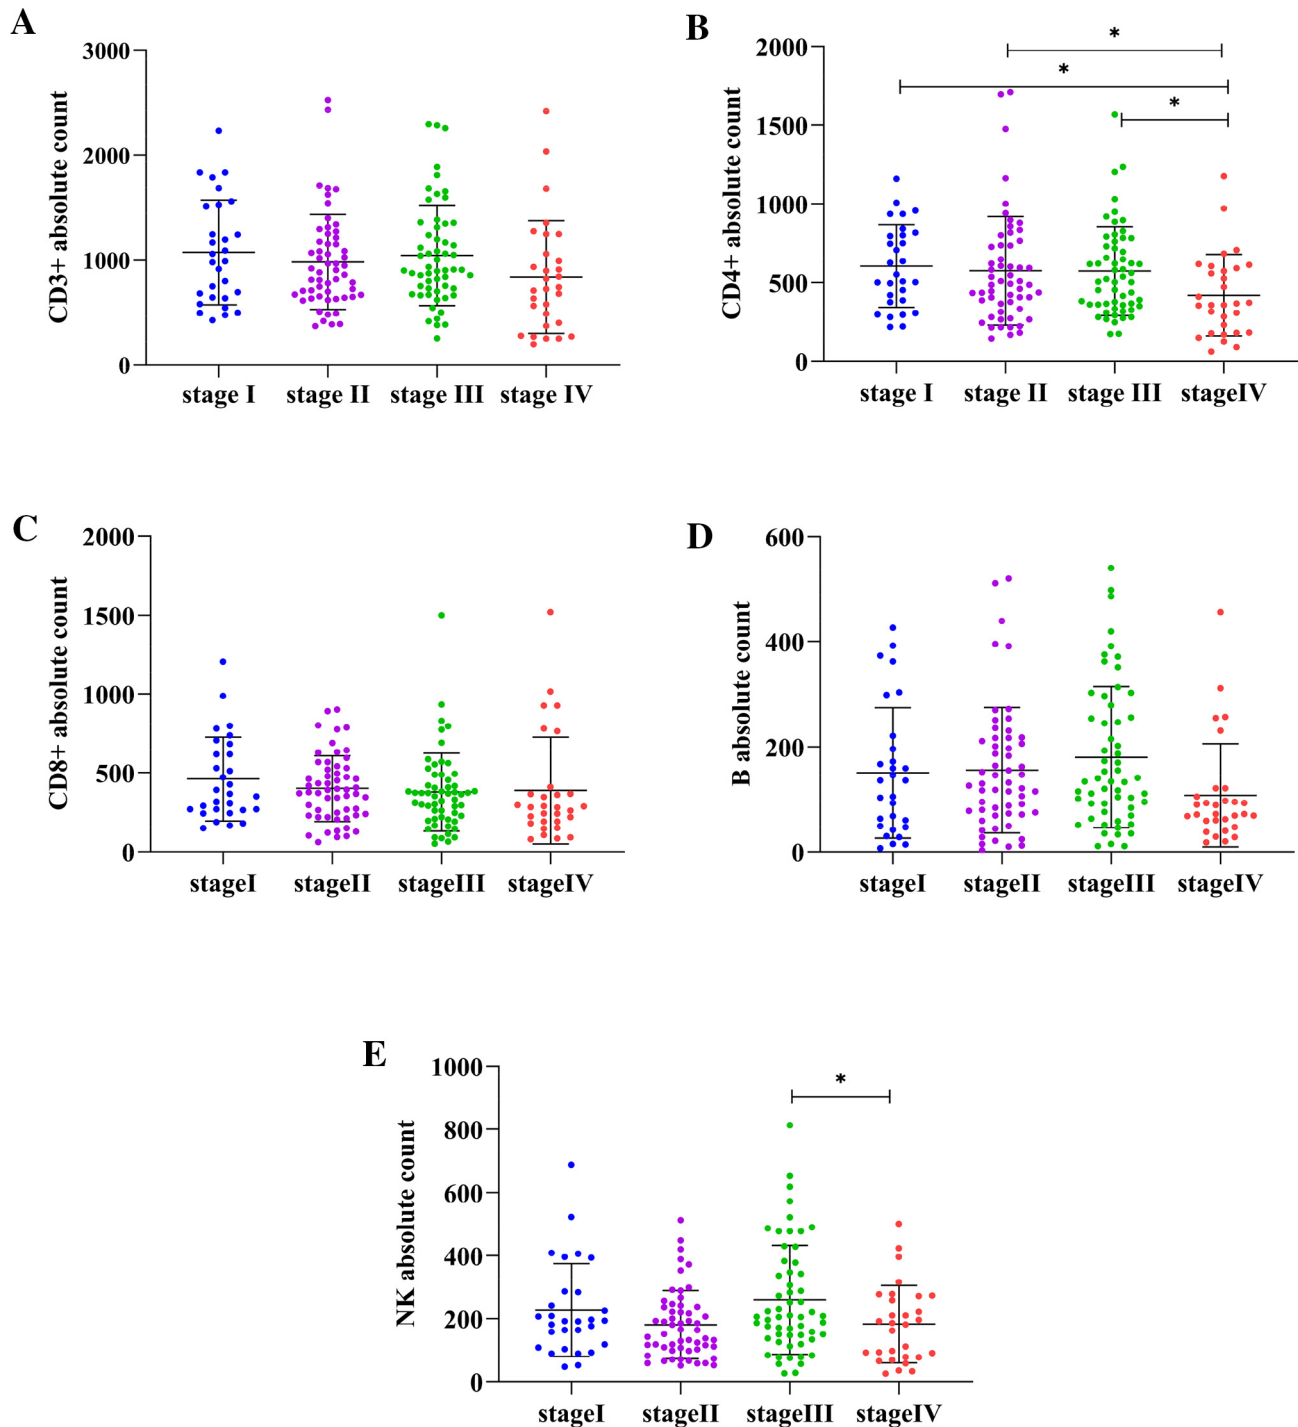 A
CD3+ absolute count
3000
2000
1000
0
stage I stage II stage III stage IV
B
CD4+ absolute count
2000
1500
1000
500
0
* 
*
*
stage I stage II stage III stageIV
C
CD8+ absolute count
2000
1500
1000
500
0
stageI stageII stageIII stageIV
D
B absolute count
600
400
200
0
stageI stageII stageIII stageIV
E
NK absolute count
1000
800
600
400
200
0
*
stageI stageII stageIII stageIV